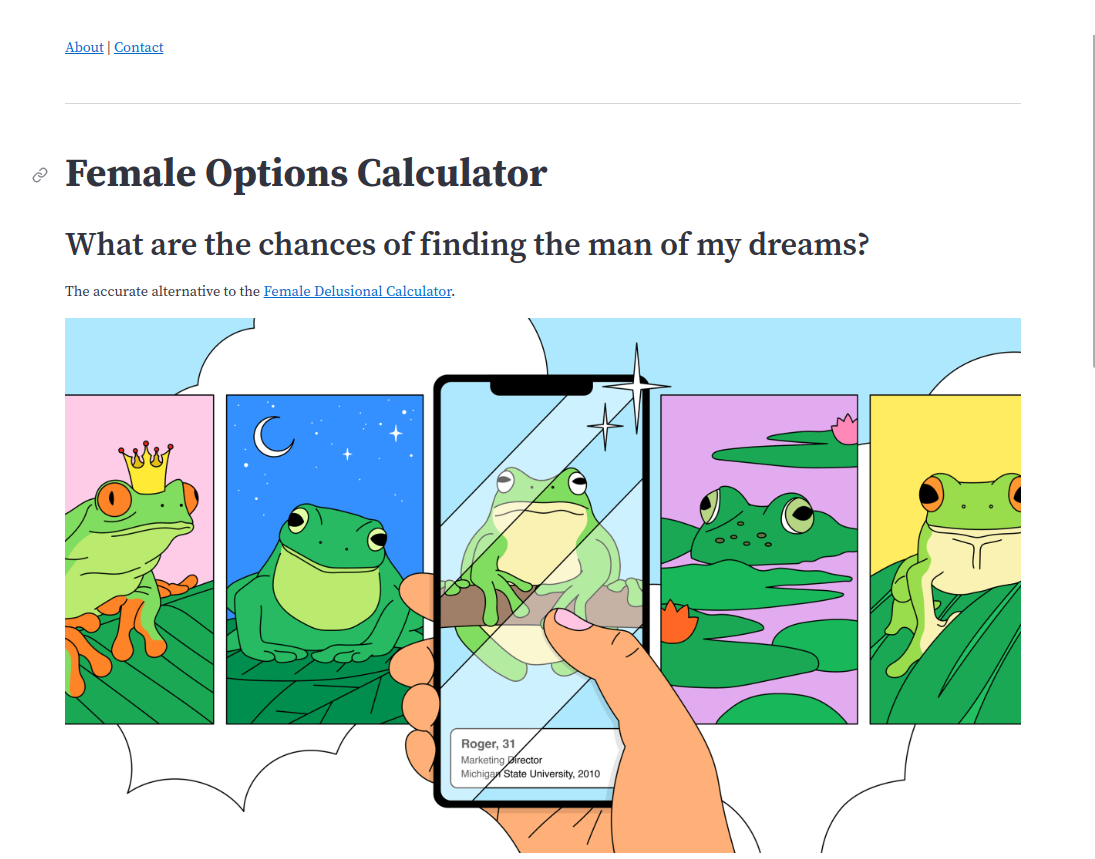 About | Contact
Female Options Calculator
What are the chances of finding the man of my dreams?
The accurate alternative to the Female Delusional Calculator.
Roger, 31
Marketing Director
Michigan State University, 2010